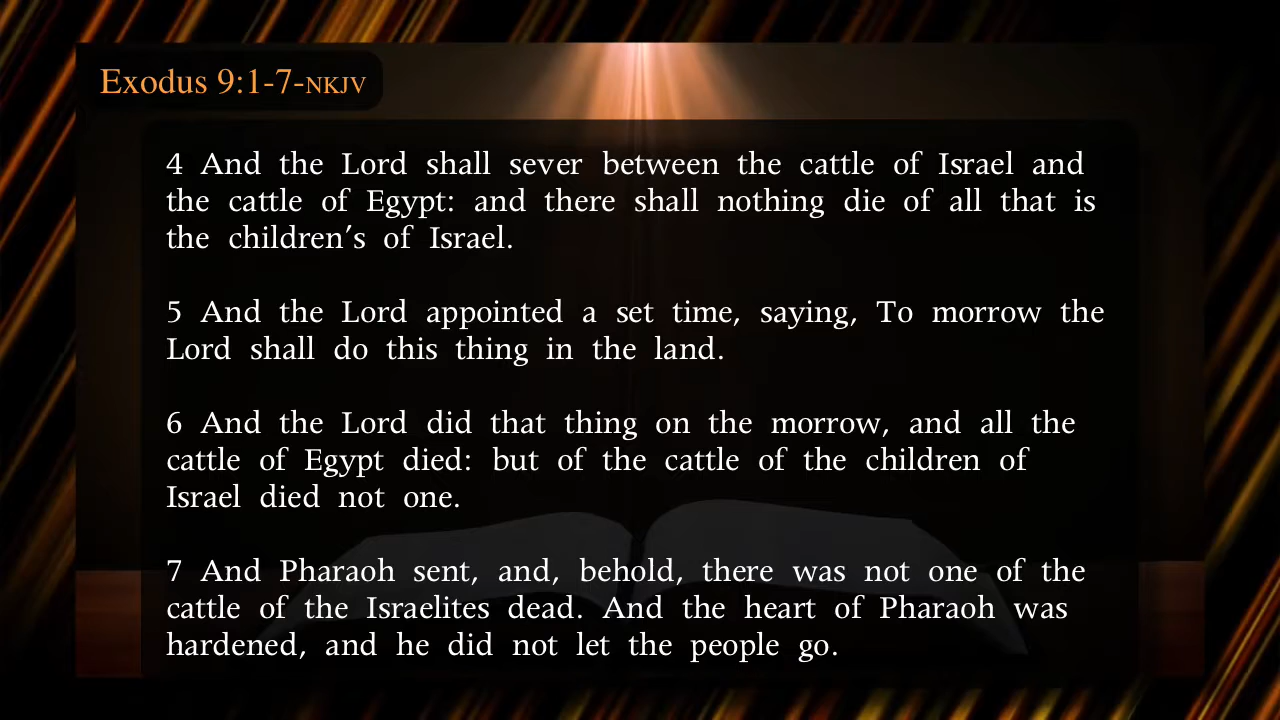 Exodus 9:1-7-NKJV
4 And the Lord shall sever between the cattle of Israel and
the cattle of Egypt: and there shall nothing die of all that is
the children's of Israel.
5 And the Lord appointed a set time, saying, To morrow the
Lord shall do this thing in the land.
6 And the Lord did that thing on the morrow, and all the
cattle of Egypt died: but of the cattle of the children of
Israel died not one.
7 And Pharaoh sent, and, behold, there was not one of the
cattle of the Israelites dead. And the heart of Pharaoh was
hardened, and he did not let the people go.